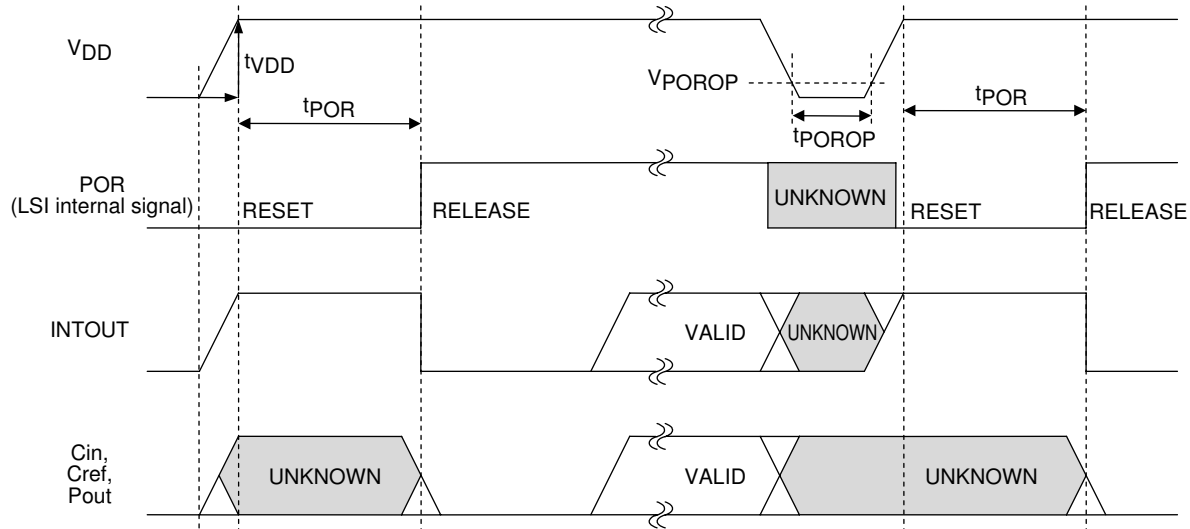 VDD
tVDD
tPOR
VPOROP
tPOROP
tPOR
POR
(LSI internal signal)
RESET
RELEASE
UNKNOWN
RESET
RELEASE
INTOUT
VALID
UNKNOWN
Cin,
Cref,
Pout
UNKNOWN
VALID
UNKNOWN